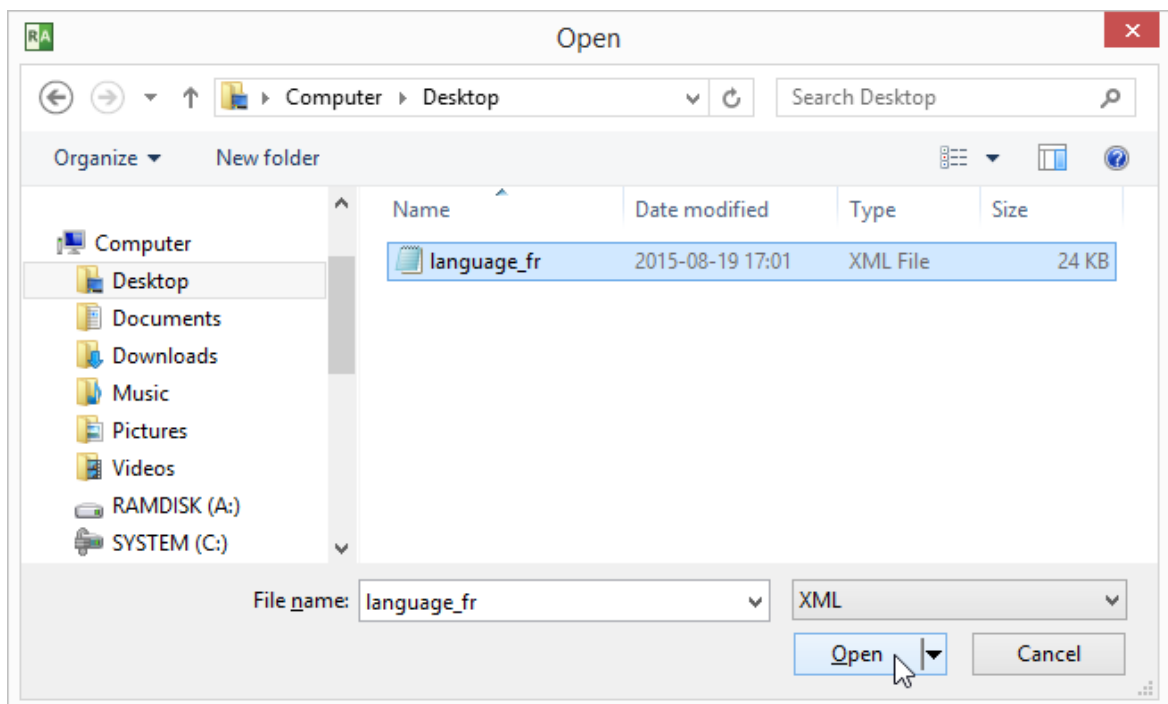 RA
Open
Computer Desktop
Search Desktop
Organize
New folder
Name
Date modified
Type
Size
Computer
Desktop
Documents
Downloads
Music
Pictures
Videos
RAMDISK (A:)
SYSTEM (C:)
language_fr 2015-08-19 17:01 XML File 24 KB
File name: language_fr
XML
Open
Cancel